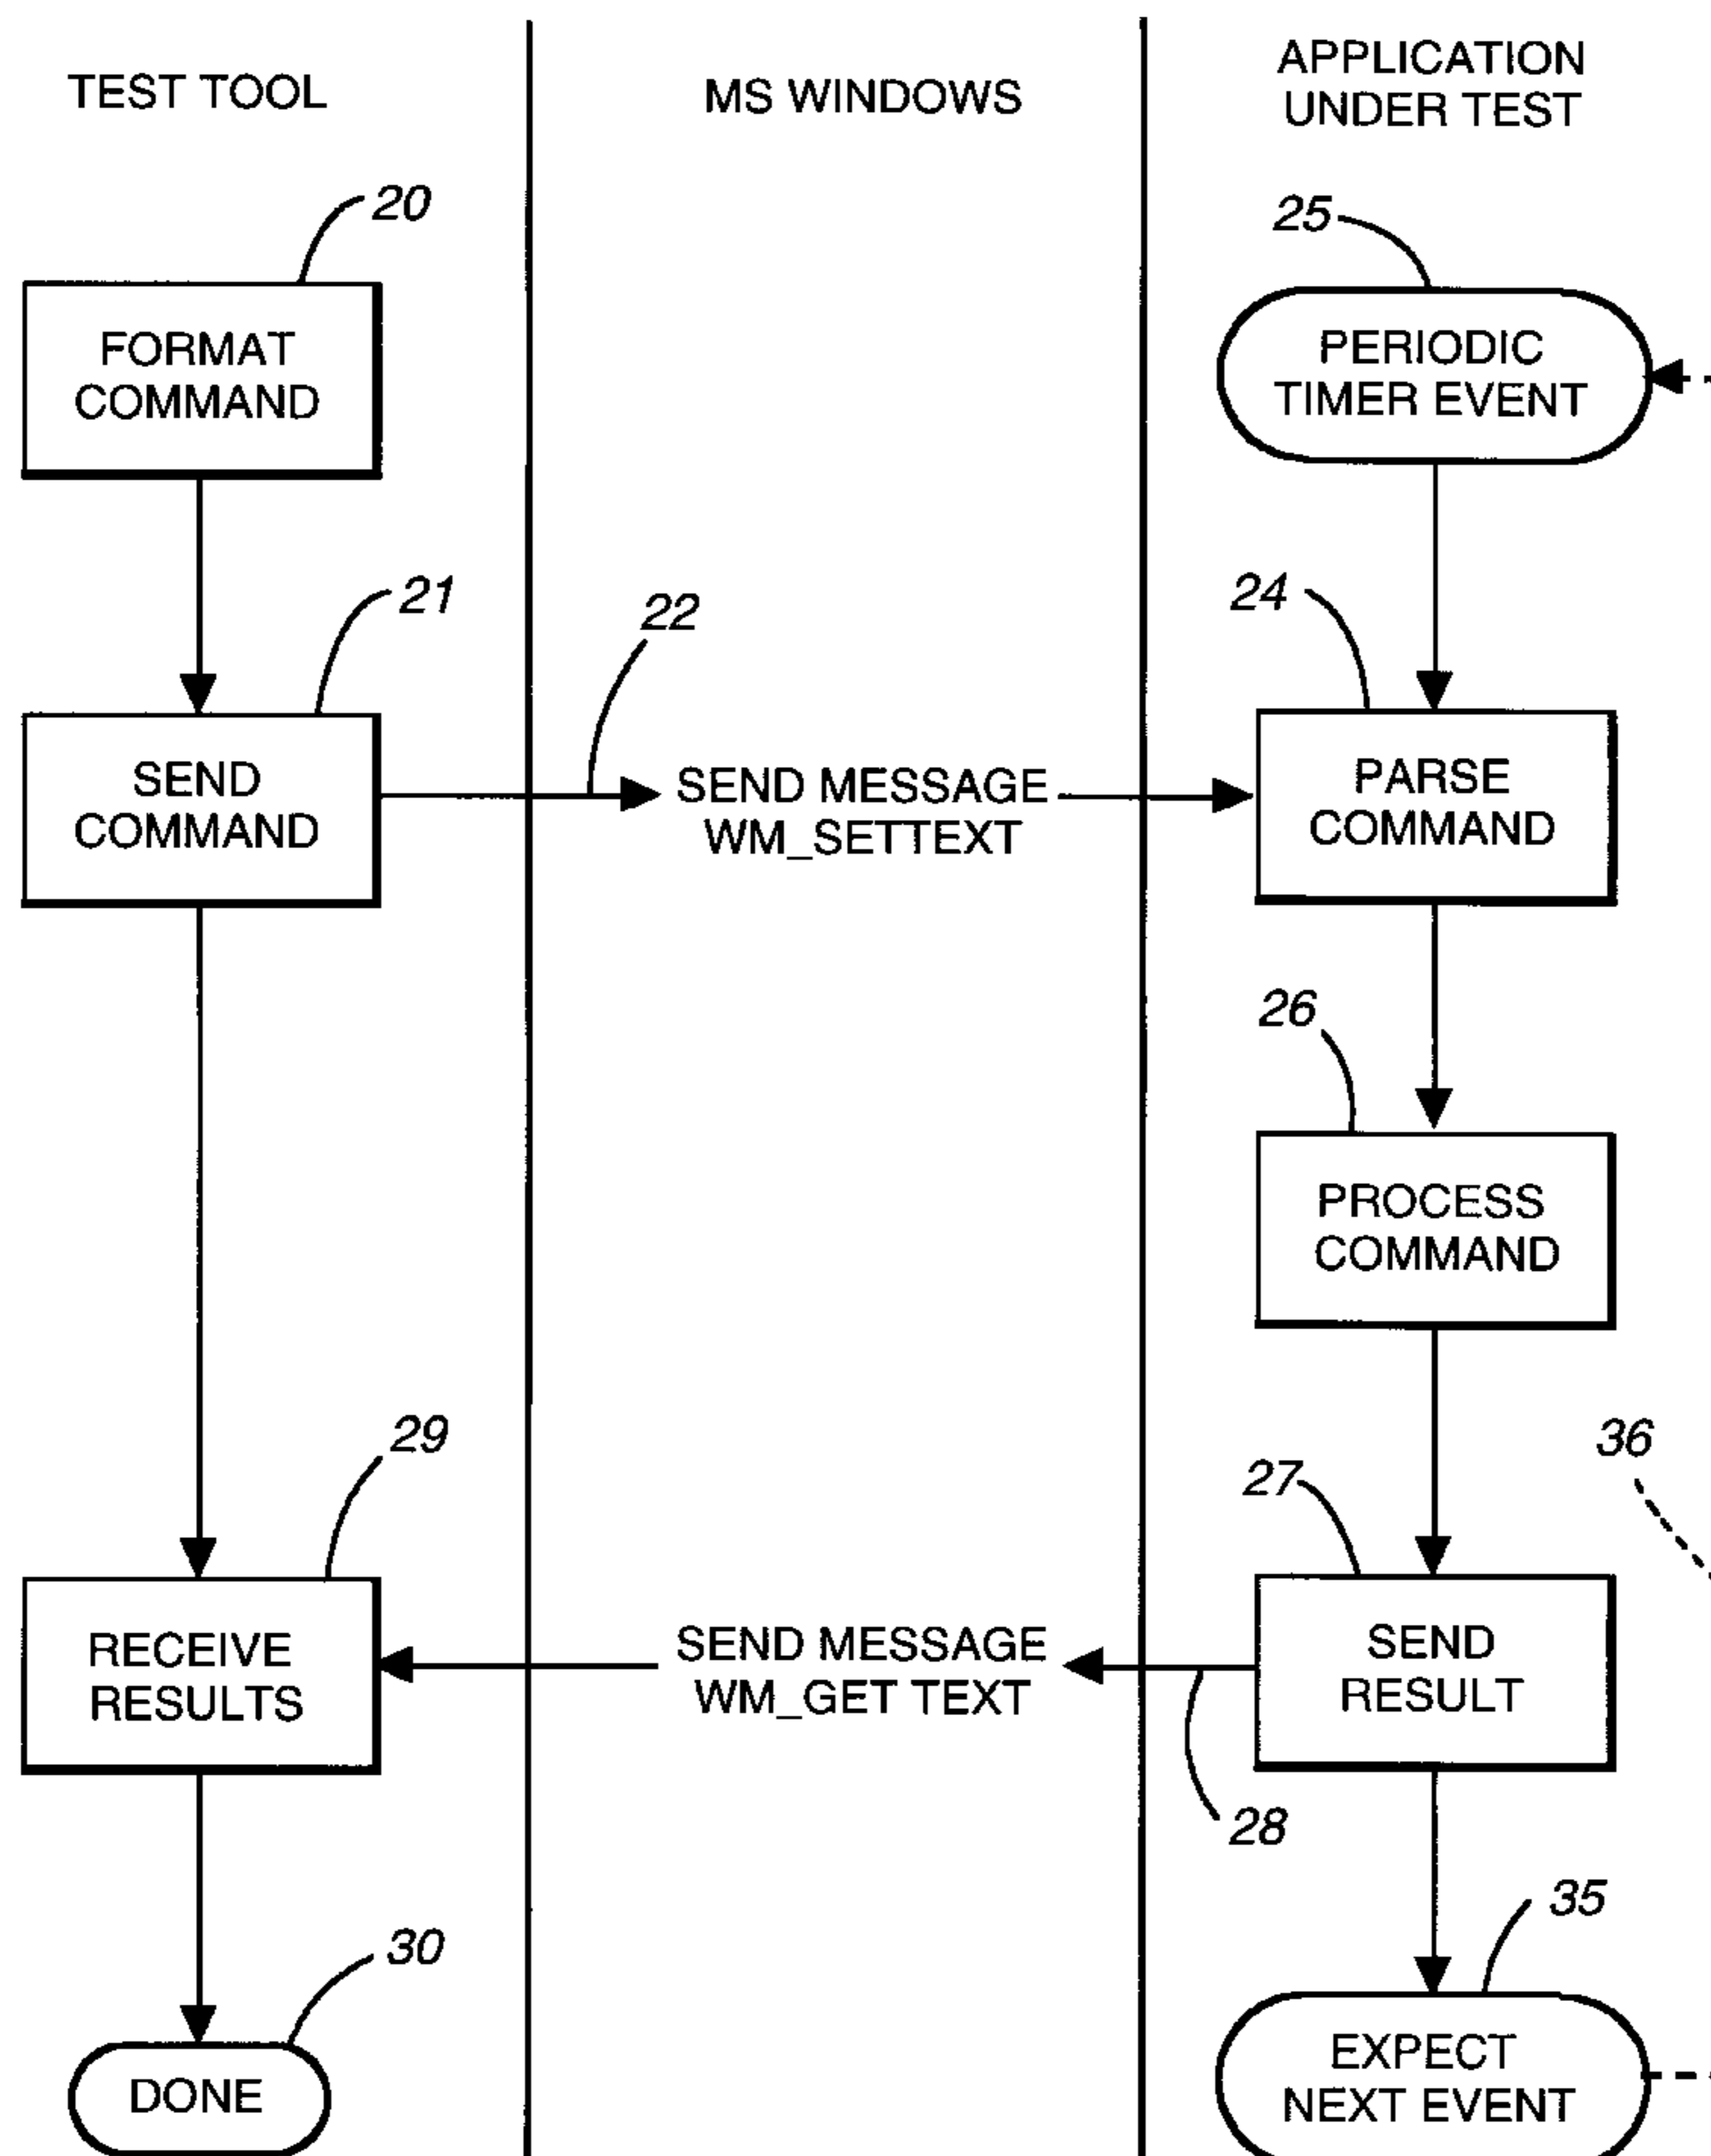 TEST TOOL
MS WINDOWS
APPLICATION
UNDER TEST
20
25
FORMAT
COMMAND
PERIODIC
TIMER EVENT
21
22
24
SEND
COMMAND
SEND MESSAGE
WM_SETTEXT
PARSE
COMMAND
26
PROCESS
COMMAND
29
27
36
RECEIVE
RESULTS
SEND MESSAGE
WM_GET TEXT
SEND
RESULT
28
30
35
DONE
EXPECT
NEXT EVENT